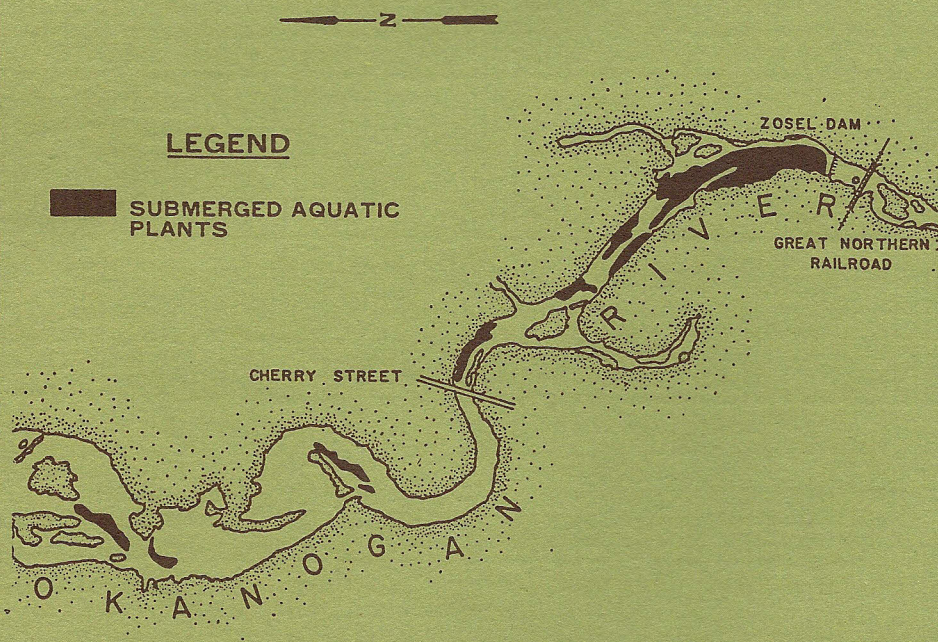 N
LEGEND
SUBMERGED AQUATIC
PLANTS
ZOSEL DAM
GREAT NORTHERN
RAILROAD
CHERRY STREET
OKANOGAN RIVER